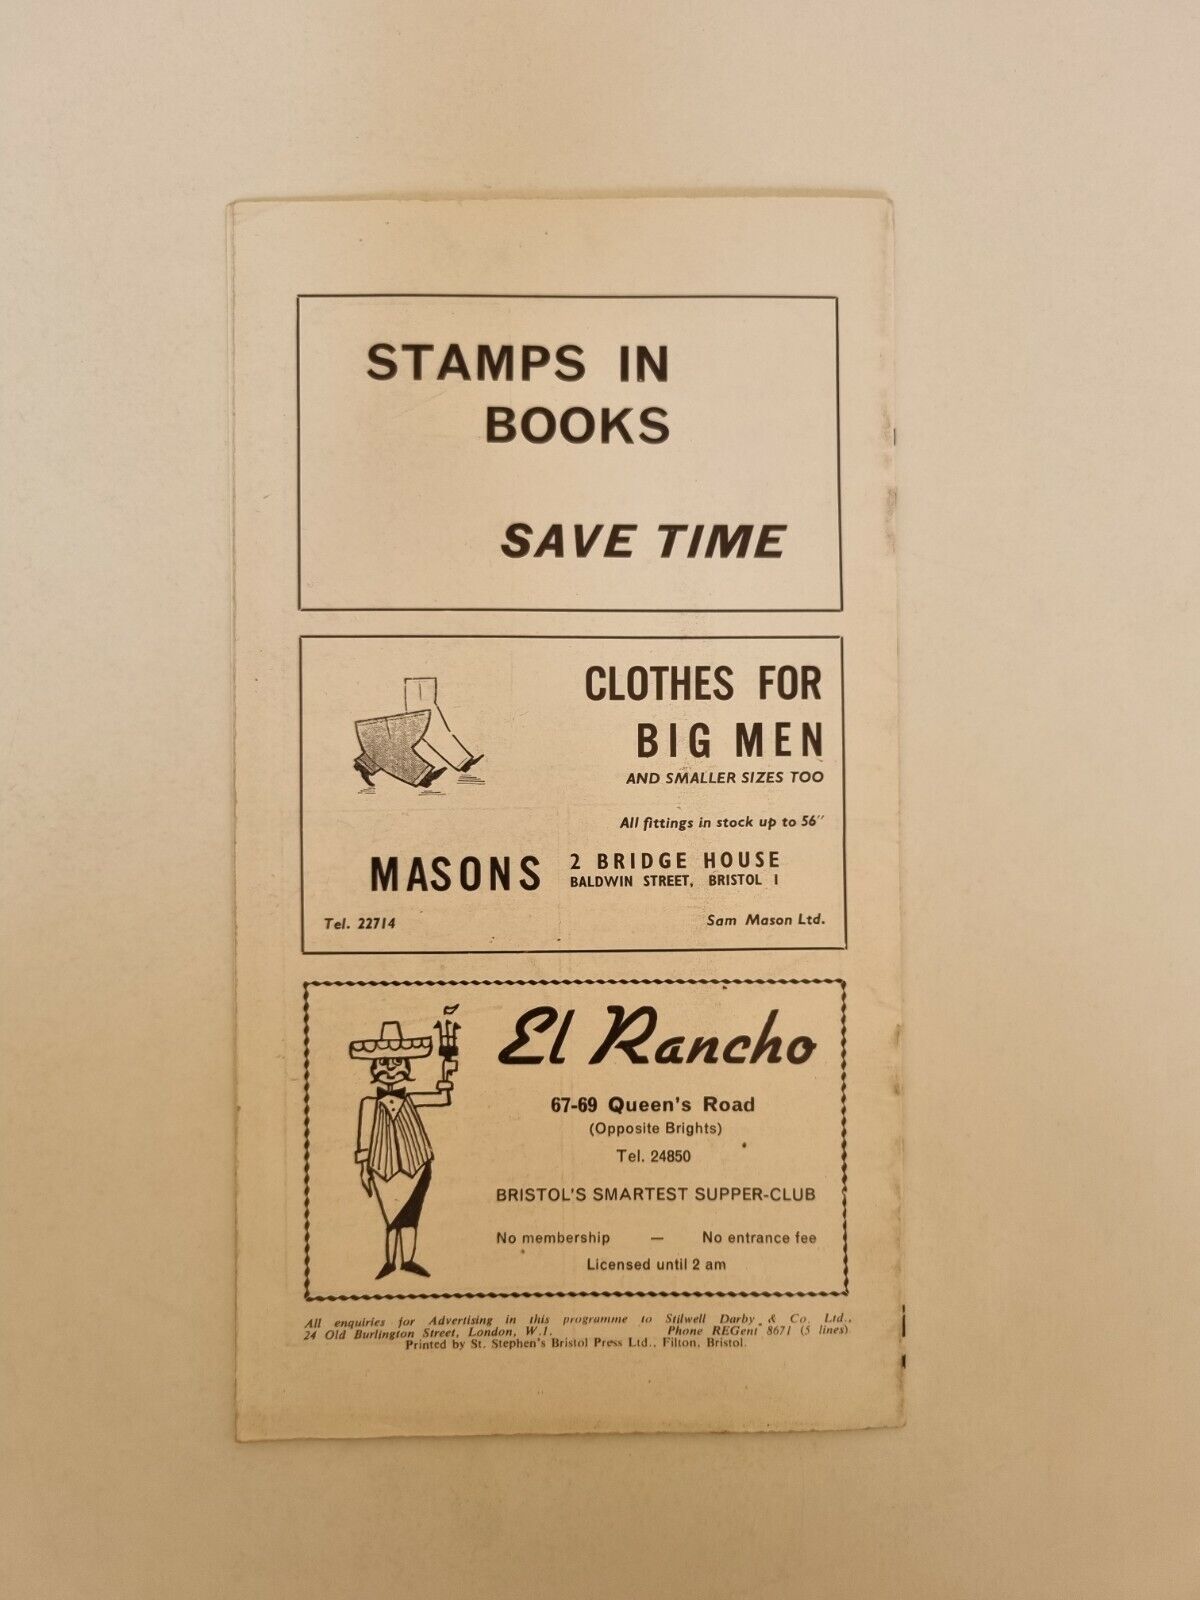 STAMPS IN
BOOKS
SAVE TIME
CLOTHES FOR
BIG MEN
AND SMALLER SIZES TOO
All fittings in stock up to 56"
MASONS
2 BRIDGE HOUSE
BALDWIN STREET, BRISTOL 1
Tel. 22714
Sam Mason Ltd.
El Rancho
67-69 Queen's Road
(Opposite Brights)
Tel. 24850
BRISTOL'S SMARTEST SUPPER-CLUB
No membership — No entrance fee
Licensed until 2 am
All enquiries for Advertising in this programme to Stilwell Darby & Co. Ltd.,
24 Old Burlington Street, London, W.1. Phone REGent 8671 (5 lines).
Printed by St. Stephen's Bristol Press Ltd., Filton, Bristol.